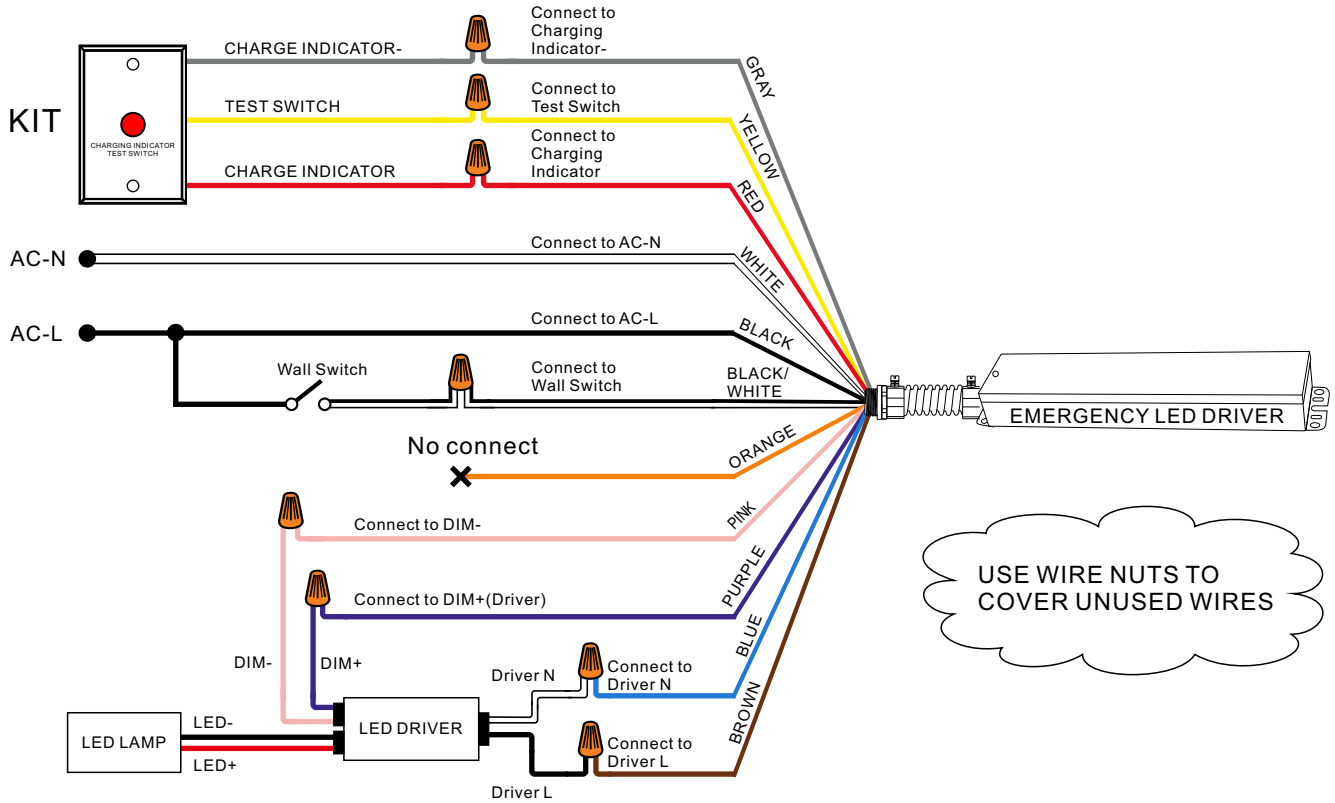 KIT
CHARGING INDICATOR
TEST SWITCH
CHARGE INDICATOR-
Connect to
Charging
Indicator-
GRAY
TEST SWITCH
Connect to
Test Switch
YELLOW
CHARGE INDICATOR
Connect to
Charging
Indicator
RED
AC-N
Connect to AC-N
WHITE
AC-L
Connect to AC-L
BLACK
Wall Switch
Connect to
Wall Switch
BLACK/
WHITE
EMERGENCY LED DRIVER
No connect
ORANGE
Connect to DIM-
PINK
Connect to DIM+(Driver)
PURPLE
USE WIRE NUTS TO
COVER UNUSED WIRES
DIM-
DIM+
Driver N
Connect to
Driver N
BLUE
LED LAMP
LED-
LED+
LED DRIVER
Connect to
Driver L
BROWN
Driver L